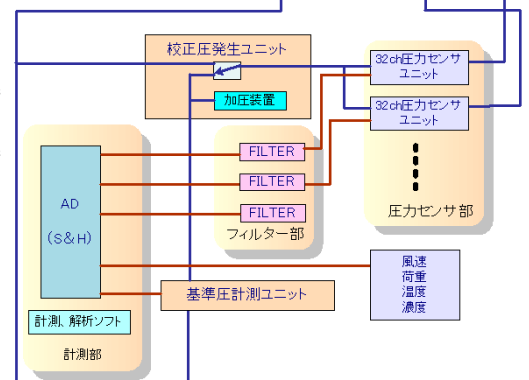 校正圧発生ユニット
加圧装置
32ch圧力センサ
ユニット
32ch圧力センサ
ユニット
圧力センサ部
FILTER
FILTER
FILTER
フィルター部
AD
(S&H)
計測、解析ソフト
計測部
基準圧計測ユニット
風速
荷重
温度
濃度